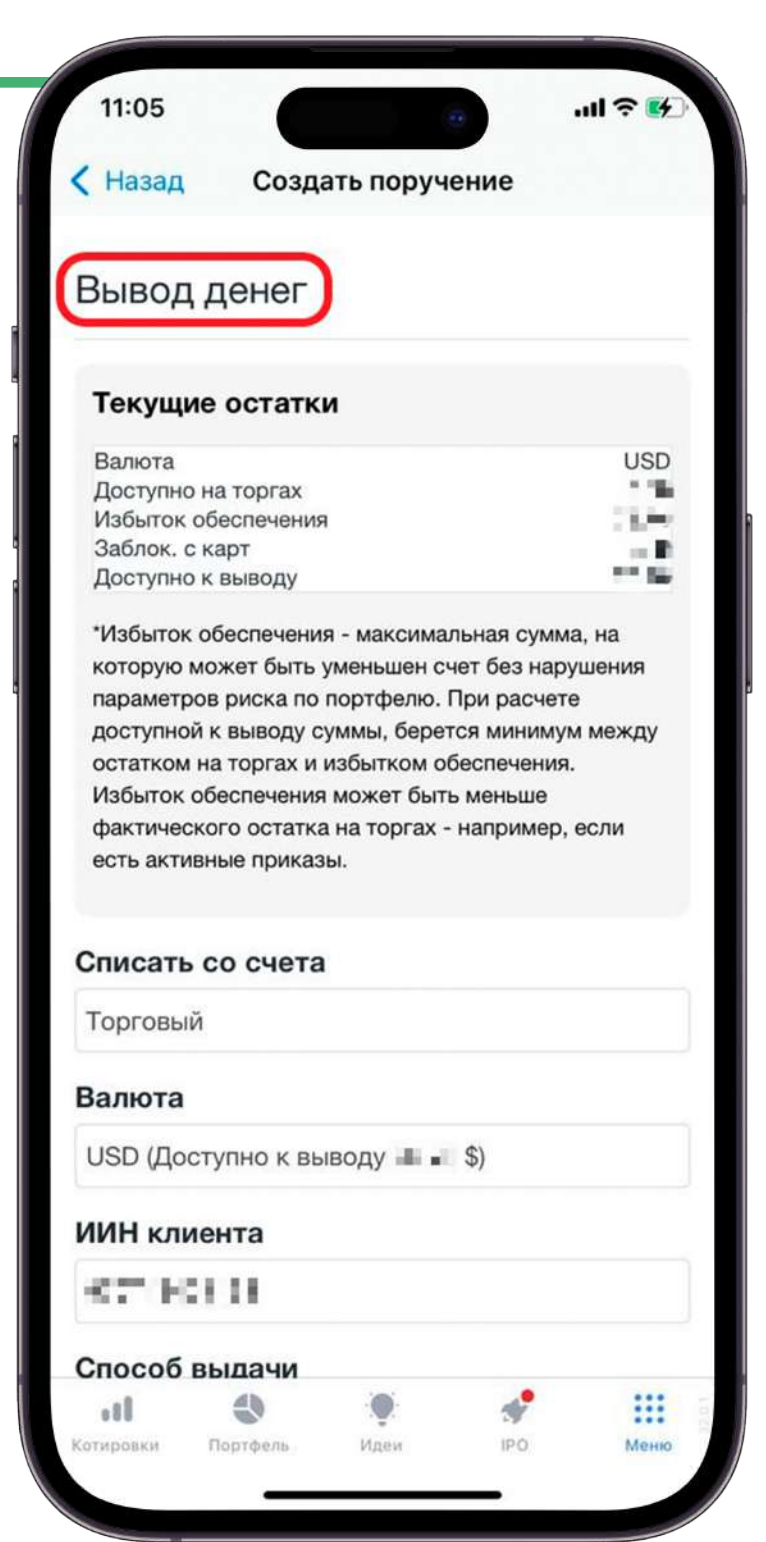 11:05
Назад
Создать поручение
Вывод денег
Текущие остатки
Валюта USD
Доступно на торгах
Избыток обеспечения
Заблок. с карт
Доступно к выводу
*Избыток обеспечения - максимальная сумма, на
которую может быть уменьшен счет без нарушения
параметров риска по портфелю. При расчете
доступной к выводу суммы, берется минимум между
остатком на торгах и избытком обеспечения.
Избыток обеспечения может быть меньше
фактического остатка на торгах - например, если
есть активные приказы.
Списать со счета
Торговый
Валюта
USD (Доступно к выводу $)
ИИН клиента
Способ выдачи
Котировки Портфель Идеи IPO Меню